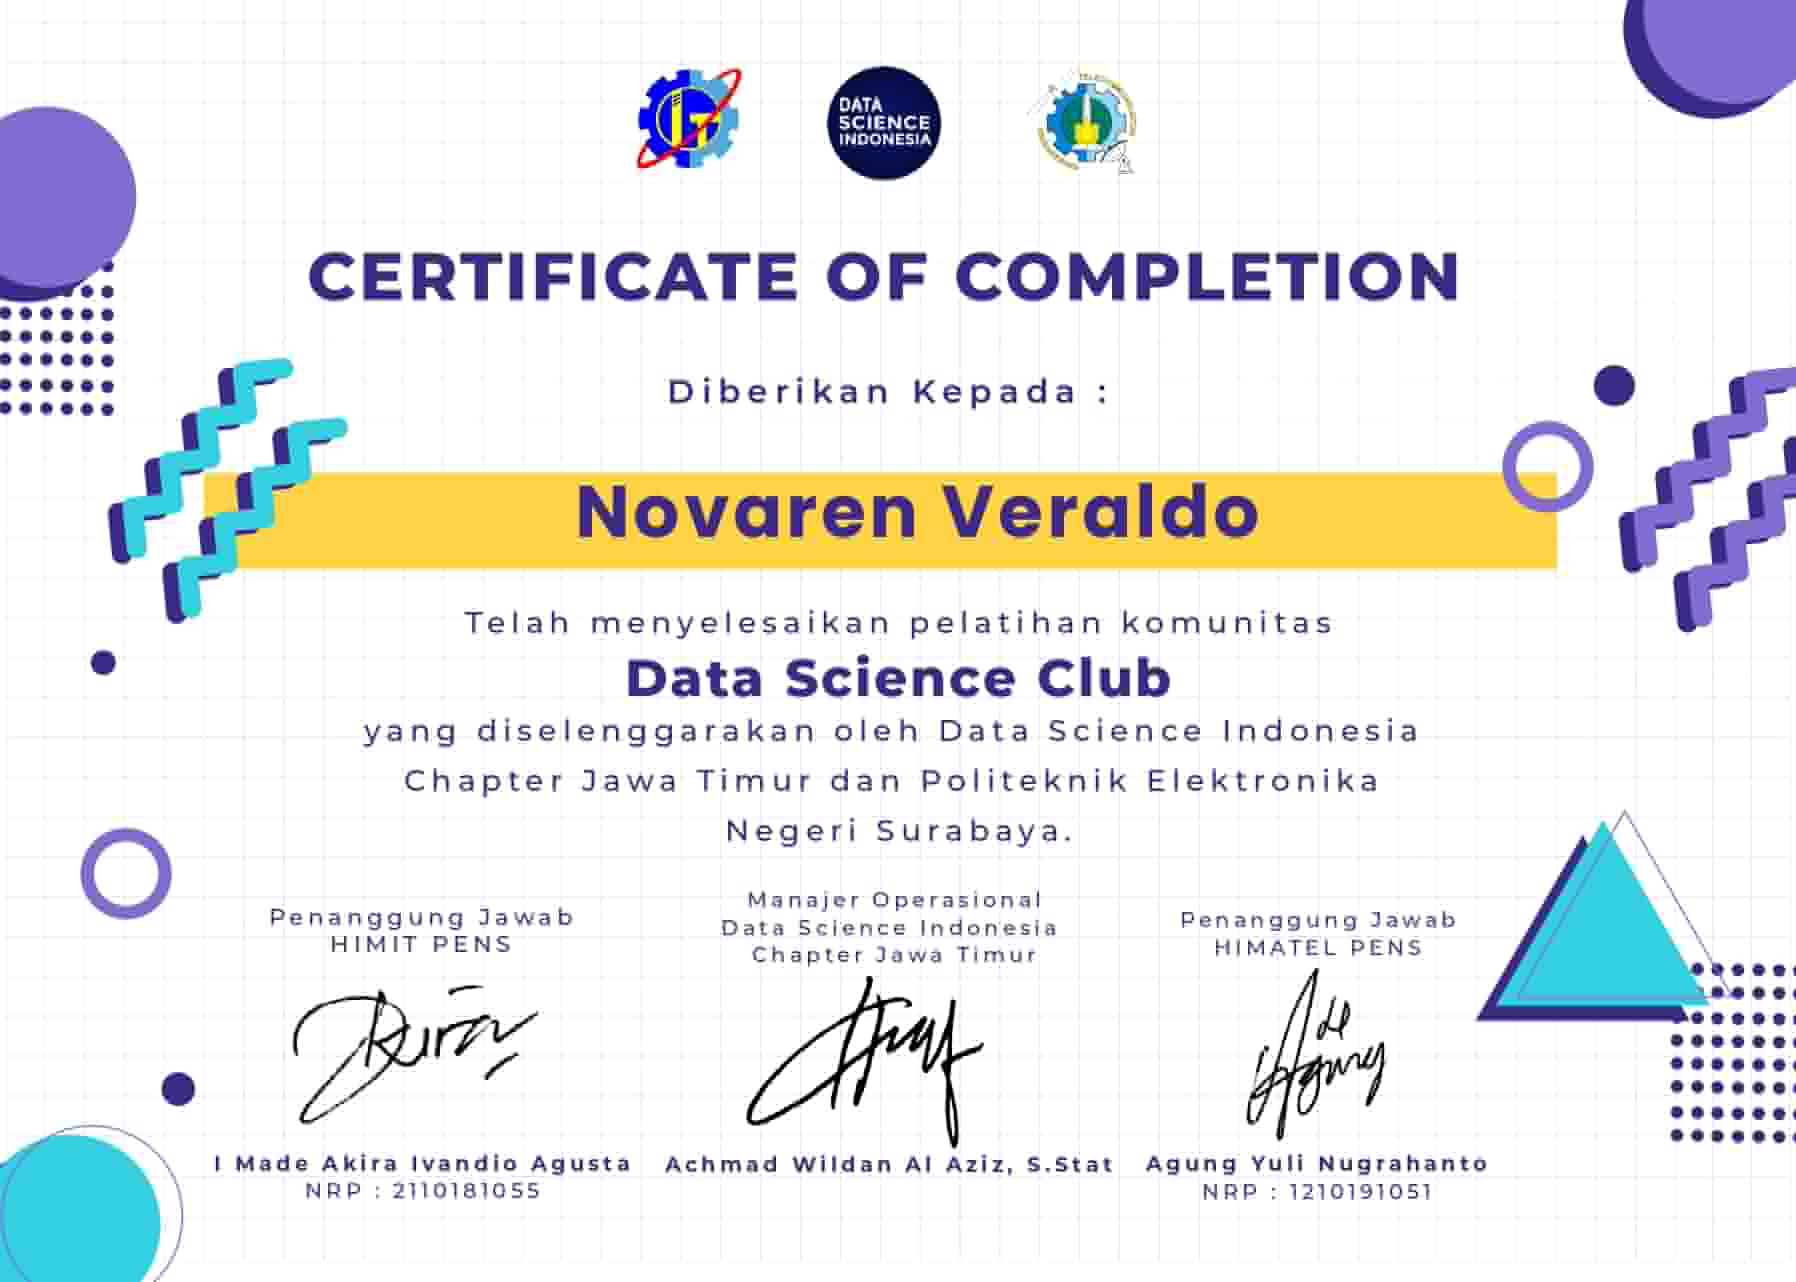 DATA
SCIENCE
INDONESIA
CERTIFICATE OF COMPLETION
Diberikan Kepada :
Novaren Veraldo
Telah menyelesaikan pelatihan komunitas
Data Science Club
yang diselenggarakan oleh Data Science Indonesia
Chapter Jawa Timur dan Politeknik Elektronika
Negeri Surabaya.
Penanggung Jawab
HIMIT PENS
Manajer Operasional
Data Science Indonesia
Chapter Jawa Timur
Penanggung Jawab
HIMATEL PENS
I Made Akira Ivandio Agusta
NRP : 2110181055
Achmad Wildan Al Aziz, S.Stat
Agung Yuli Nugrahanto
NRP : 1210191051